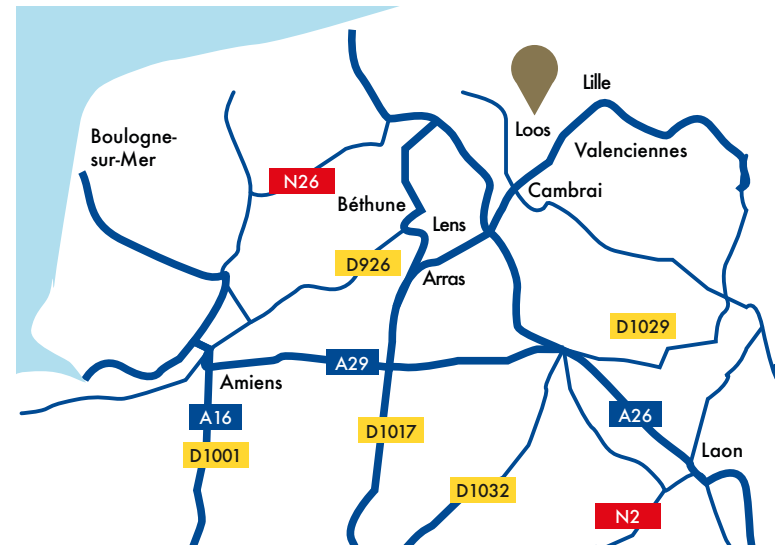 Lille
Loos
Boulogne-
sur-Mer
Valenciennes
N26
Cambrai
Béthune
Lens
D926
Arras
D1029
A29
Amiens
A16
A26
D1017
D1001
Laon
D1032
N2